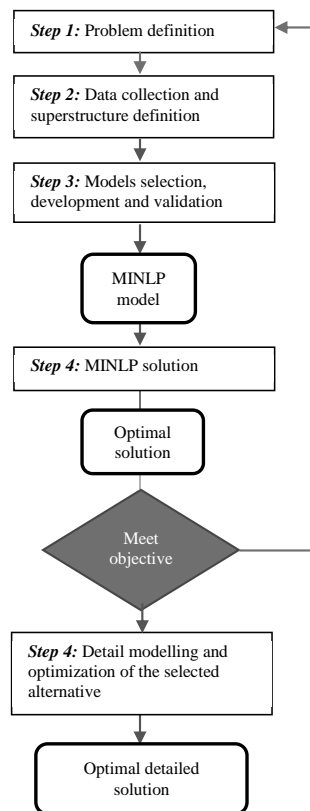 Step 1: Problem definition
Step 2: Data collection and
superstructure definition
Step 3: Models selection,
development and validation
MINLP
model
Step 4: MINLP solution
Optimal
solution
Meet
objective
Step 4: Detail modelling and
optimization of the selected
alternative
Optimal detailed
solution